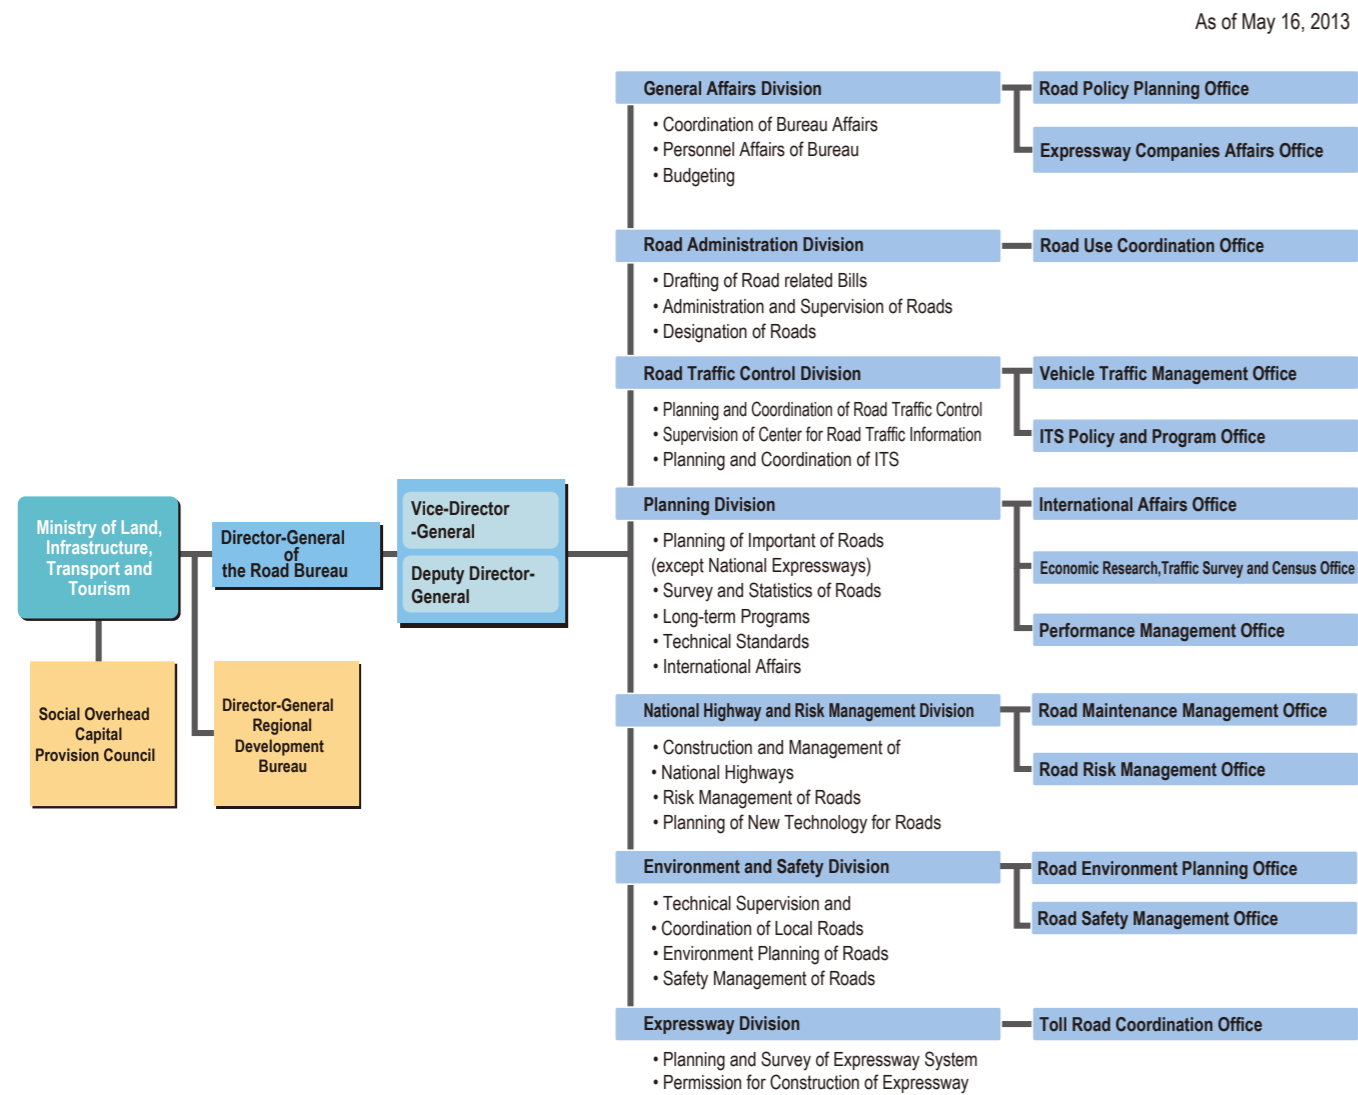 As of May 16, 2013
Ministry of Land,
Infrastructure,
Transport and
Tourism
Social Overhead
Capital
Provision Council
Director-General
of
the Road Bureau
Director-General
Regional
Development
Bureau
Vice-Director
-General
Deputy Director-
General
General Affairs Division
• Coordination of Bureau Affairs
• Personnel Affairs of Bureau
• Budgeting
Road Policy Planning Office
Expressway Companies Affairs Office
Road Administration Division
• Drafting of Road related Bills
• Administration and Supervision of Roads
• Designation of Roads
Road Use Coordination Office
Road Traffic Control Division
• Planning and Coordination of Road Traffic Control
• Supervision of Center for Road Traffic Information
• Planning and Coordination of ITS
Vehicle Traffic Management Office
ITS Policy and Program Office
Planning Division
• Planning of Important of Roads
(except National Expressways)
• Survey and Statistics of Roads
• Long-term Programs
• Technical Standards
• International Affairs
International Affairs Office
Economic Research,Traffic Survey and Census Office
Performance Management Office
National Highway and Risk Management Division
• Construction and Management of
• National Highways
• Risk Management of Roads
• Planning of New Technology for Roads
Road Maintenance Management Office
Road Risk Management Office
Environment and Safety Division
• Technical Supervision and
• Coordination of Local Roads
• Environment Planning of Roads
• Safety Management of Roads
Road Environment Planning Office
Road Safety Management Office
Expressway Division
• Planning and Survey of Expressway System
• Permission for Construction of Expressway
Toll Road Coordination Office